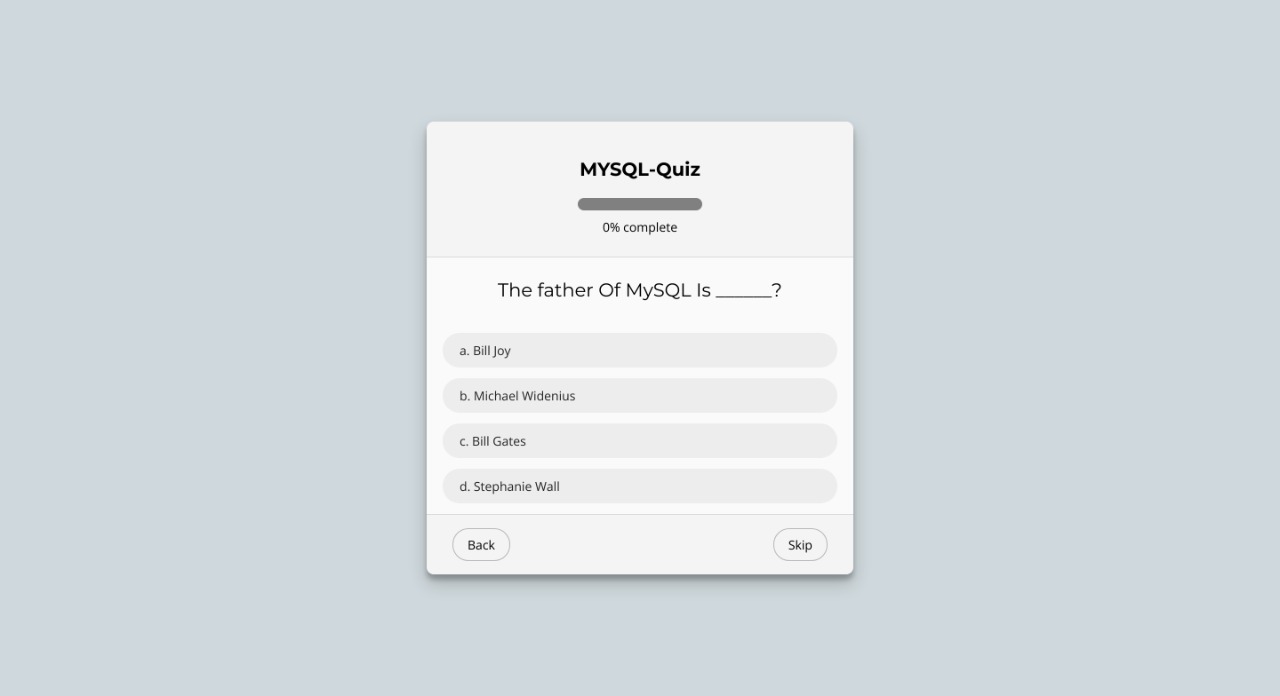 MYSQL-Quiz
0% complete
The father Of MySQL Is ______?
a. Bill Joy
b. Michael Widenius
c. Bill Gates
d. Stephanie Wall
Back
Skip